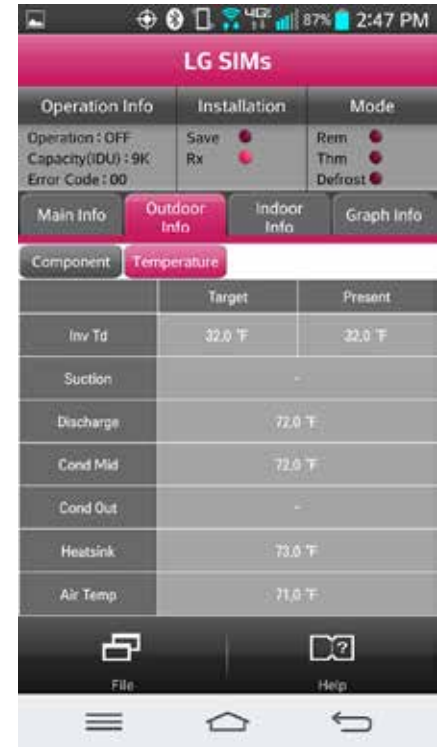 4G LTE 87% 2:47 PM
LG SIMs
Operation Info Installation Mode
Operation : OFF Save Rem
Capacity(IDU) : 9K Rx Thm
Error Code : 00 Defrost
Main Info Outdoor Info Indoor Info Graph Info
Component Temperature
Target Present
Inv Td 32.0 °F 32.0 °F
Suction -
Discharge 72.0 °F
Cond Mid 72.0 °F
Cond Out -
Heatsink 73.0 °F
Air Temp 71.0 °F
File Help